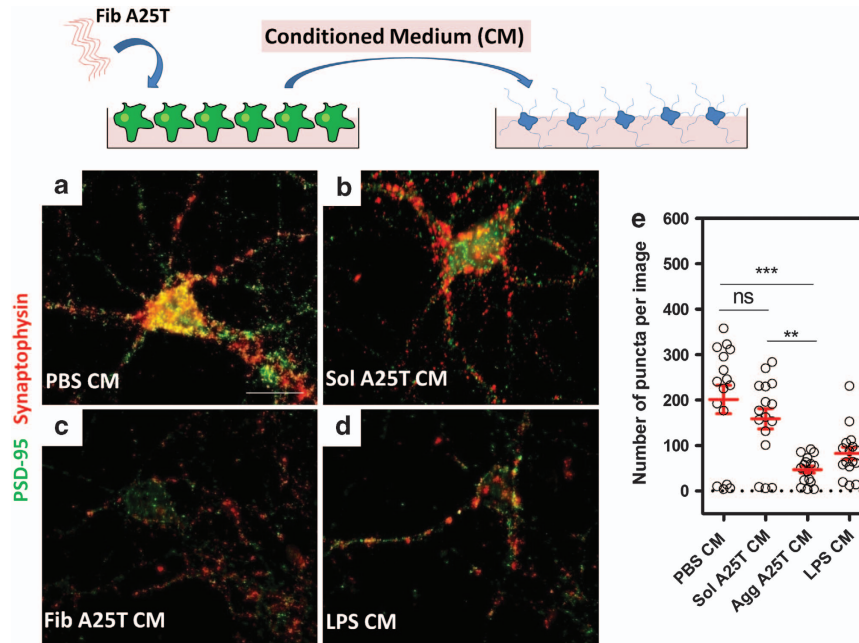 Fib A25T
Conditioned Medium (CM)
a
b
PBS CM
Sol A25T CM
c
d
Fib A25T CM
LPS CM
PSD-95 Synaptophysin
e
Number of puncta per image
600
500
400
300
200
100
0
***
ns
**
PBS CM
Sol A25T CM
Agg A25T CM
LPS CM